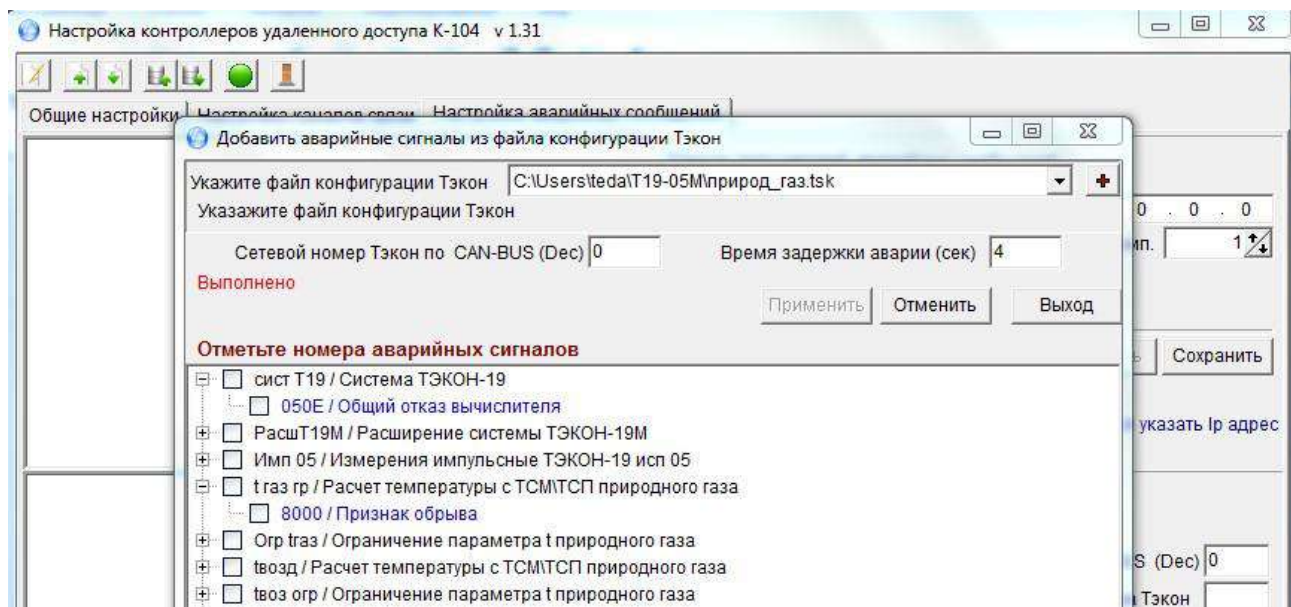 Настройка контроллеров удаленного доступа К-104 v 1.31
Общие настройки Настройка каналов связи Настройка аварийных сообщений
Добавить аварийные сигналы из файла конфигурации Тэкон
Укажите файл конфигурации Тэкон C:\Users\teda\T19-05M\природ_газ.tsk
Указажите файл конфигурации Тэкон
0 . 0 . 0
Сетевой номер Тэкон по CAN-BUS (Dec) 0 Время задержки аварии (сек) 4
мп. 1
Выполнено
Применить Отменить Выход
Отметьте номера аварийных сигналов
Сохранить
сист Т19 / Система ТЭКОН-19
050E / Общий отказ вычислителя
указать Ip адрес
РасшТ19М / Расширение системы ТЭКОН-19М
Имп 05 / Измерения импульсные ТЭКОН-19 исп 05
t газ гр / Расчет температуры с ТСМ\ТСП природного газа
8000 / Признак обрыва
Огр tгаз / Ограничение параметра t природного газа
tвозд / Расчет температуры с ТСМ\ТСП природного газа
S (Dec) 0
tвоз огр / Ограничение параметра t природного газа
Тэкон